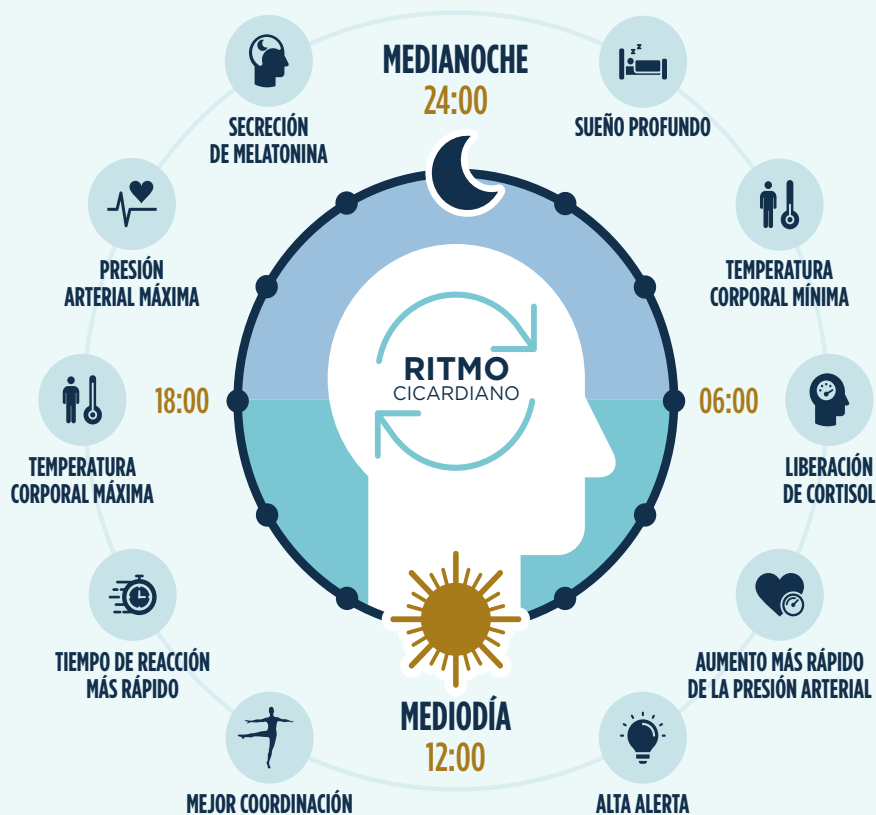 MEDIANOCHE
24:00
SUEÑO PROFUNDO
TEMPERATURA
CORPORAL MÍNIMA
06:00
LIBERACIÓN
DE CORTISOL
AUMENTO MÁS RÁPIDO
DE LA PRESIÓN ARTERIAL
ALTA ALERTA
MEDIODÍA
12:00
MEJOR COORDINACIÓN
TIEMPO DE REACCIÓN
MÁS RÁPIDO
18:00
TEMPERATURA
CORPORAL MÁXIMA
PRESIÓN
ARTERIAL MÁXIMA
SECRECIÓN
DE MELATONINA
RITMO
CICARDIANO
z z z